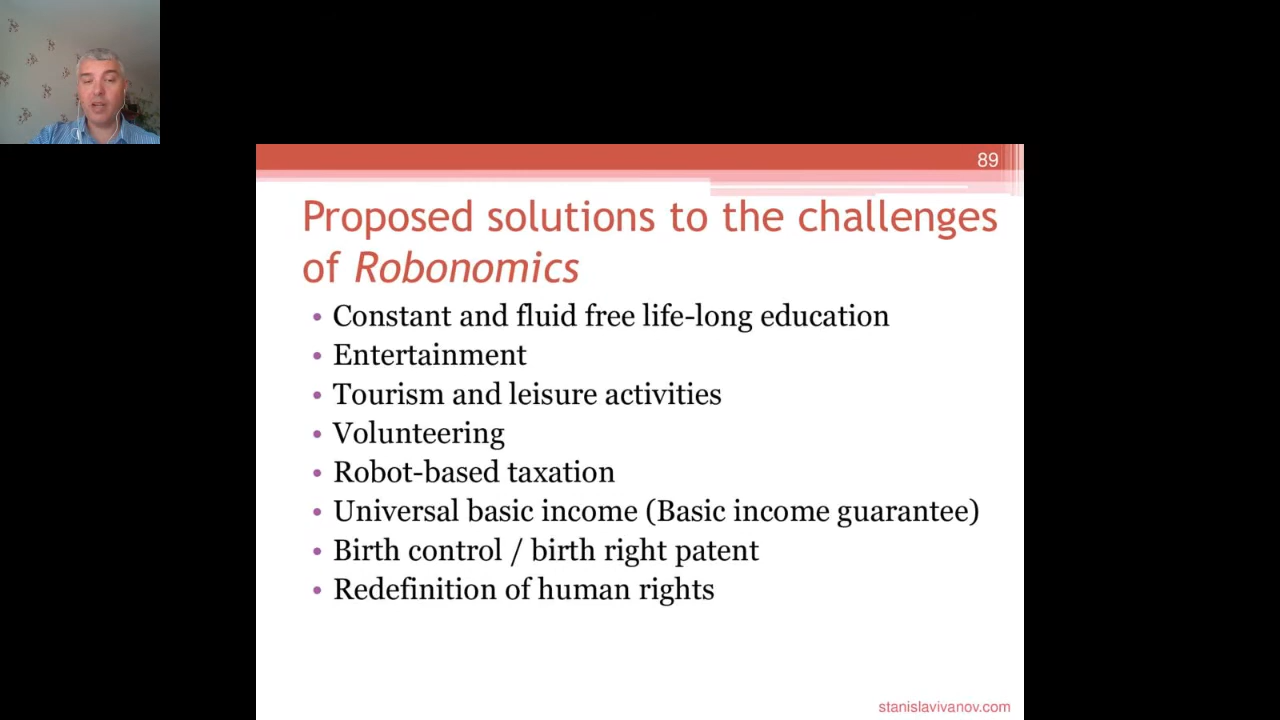 89
Proposed solutions to the challenges
of Robonomics
• Constant and fluid free life-long education
• Entertainment
• Tourism and leisure activities
• Volunteering
• Robot-based taxation
• Universal basic income (Basic income guarantee)
• Birth control / birth right patent
• Redefinition of human rights
stanislavivanov.com